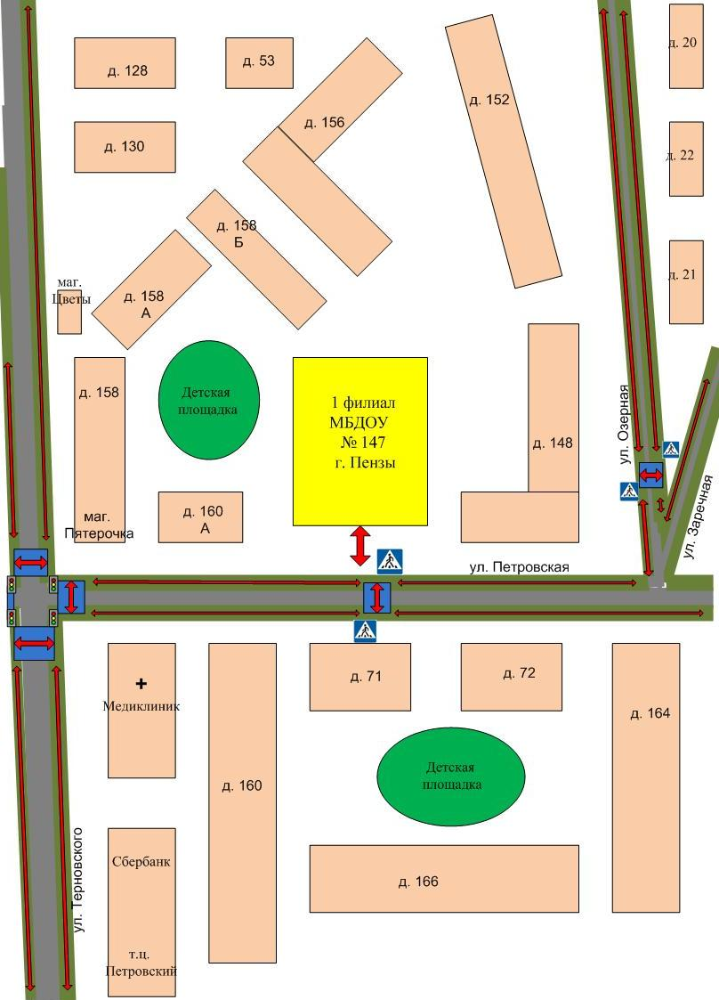 д. 20
д. 53
д. 128
д. 152
д. 156
д. 130
д. 22
д. 158
Б
д. 21
маг.
Цветы
д. 158
А
д. 158
Детская
площадка
1 филиал
МБДОУ
№ 147
г. Пензы
ул. Озерная
д. 148
ул. Заречная
д. 160
А
маг.
Пятерочка
ул. Петровская
д. 71
д. 72
Медиклиник
д. 164
Детская
площадка
д. 160
Сбербанк
ул. Терновского
д. 166
т.ц.
Петровский